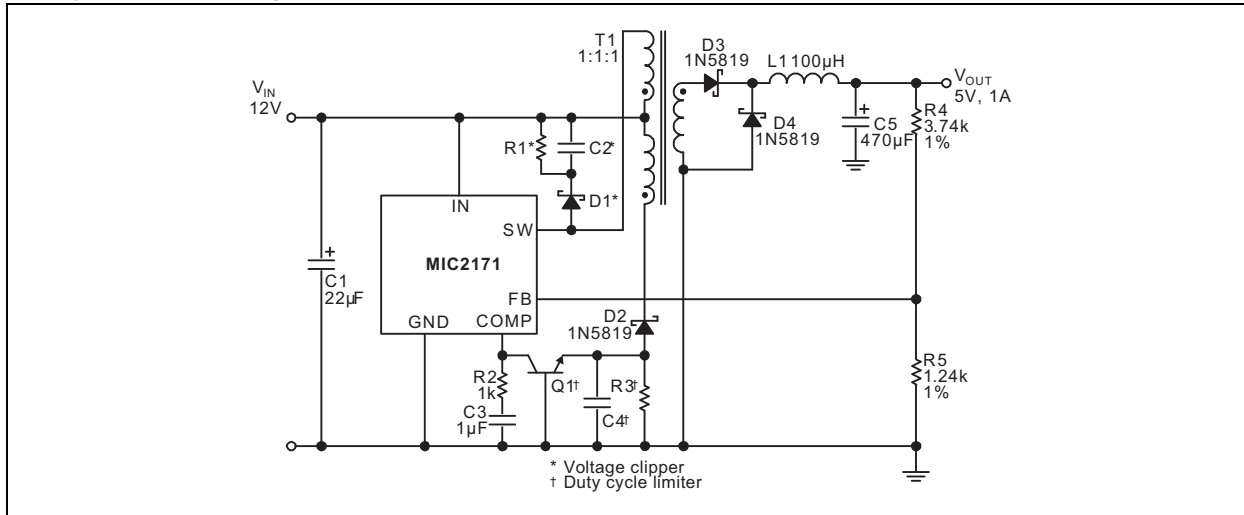 T1
1:1:1
D3
1N5819
L1 100µH
VOUT
5V, 1A
VIN
12V
R1*
C2*
D4
1N5819
C5
470µF
R4
3.74k
1%
D1*
IN
SW
MIC2171
C1
22µF
FB
GND
COMP
D2
1N5819
R2
1k
Q1†
R3†
C4†
C3
1µF
R5
1.24k
1%
* Voltage clipper
† Duty cycle limiter